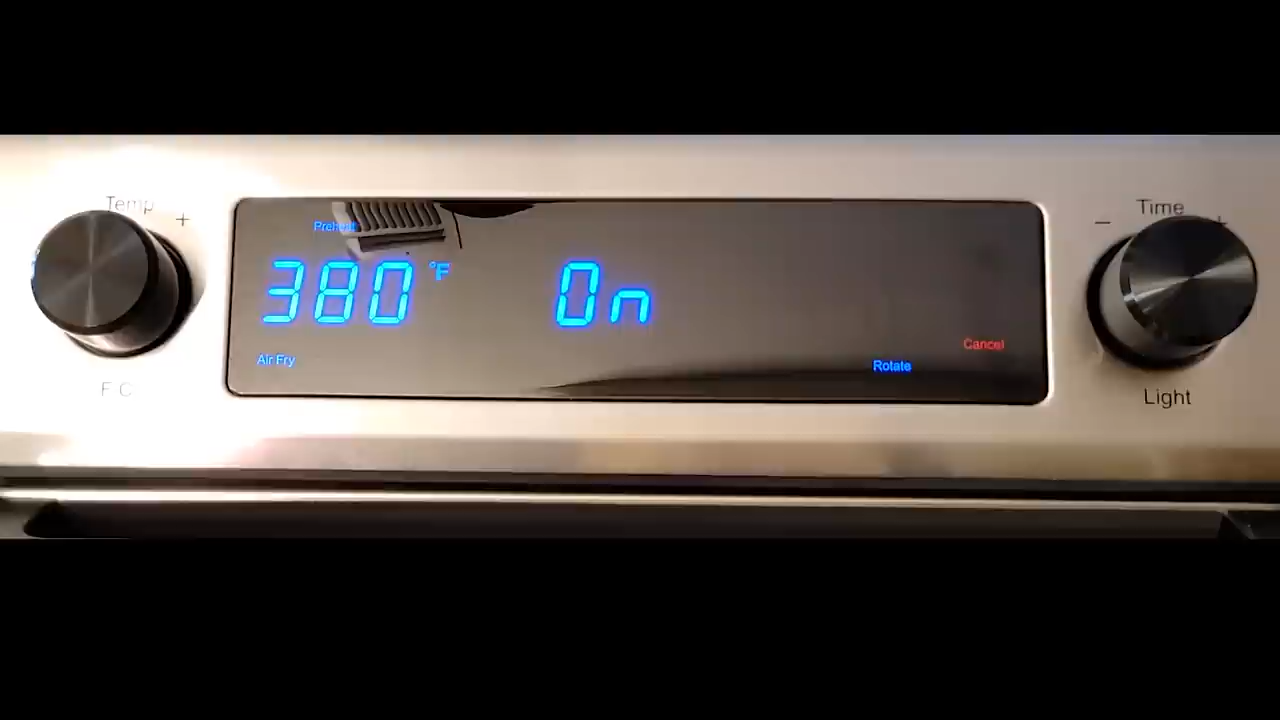 Temp
+
Preheat
380 °F
On
Air Fry
F C
Rotate
Cancel
Time
− +
Light